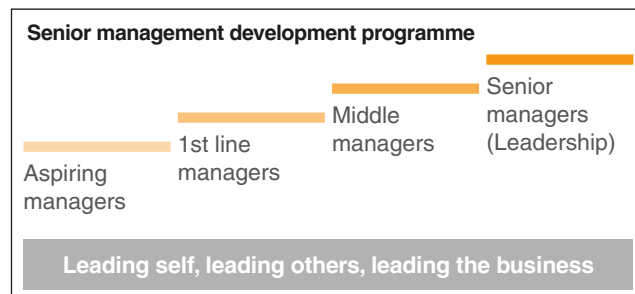 Senior management development programme
Aspiring
managers
1st line
managers
Middle
managers
Senior
managers
(Leadership)
Leading self, leading others, leading the business